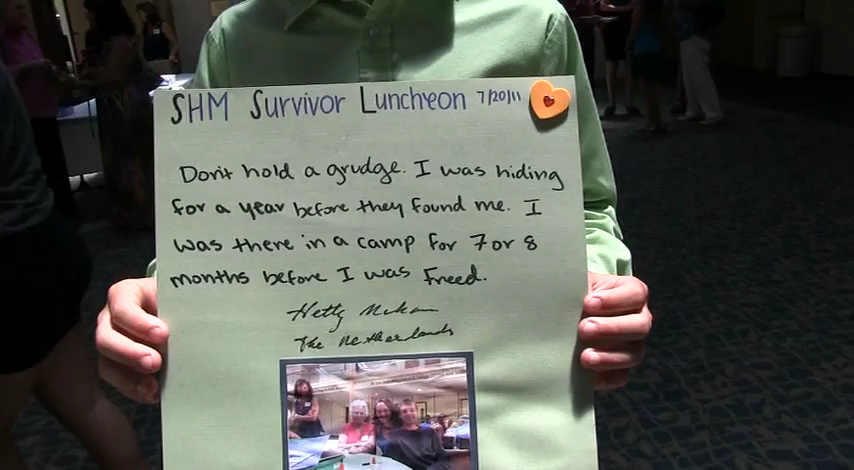 SHM Survivor Luncheon 7/20/11
Don't hold a grudge. I was hiding
for a year before they found me. I
was there in a camp for 7 or 8
months before I was Freed.
Hetty
The Netherlands